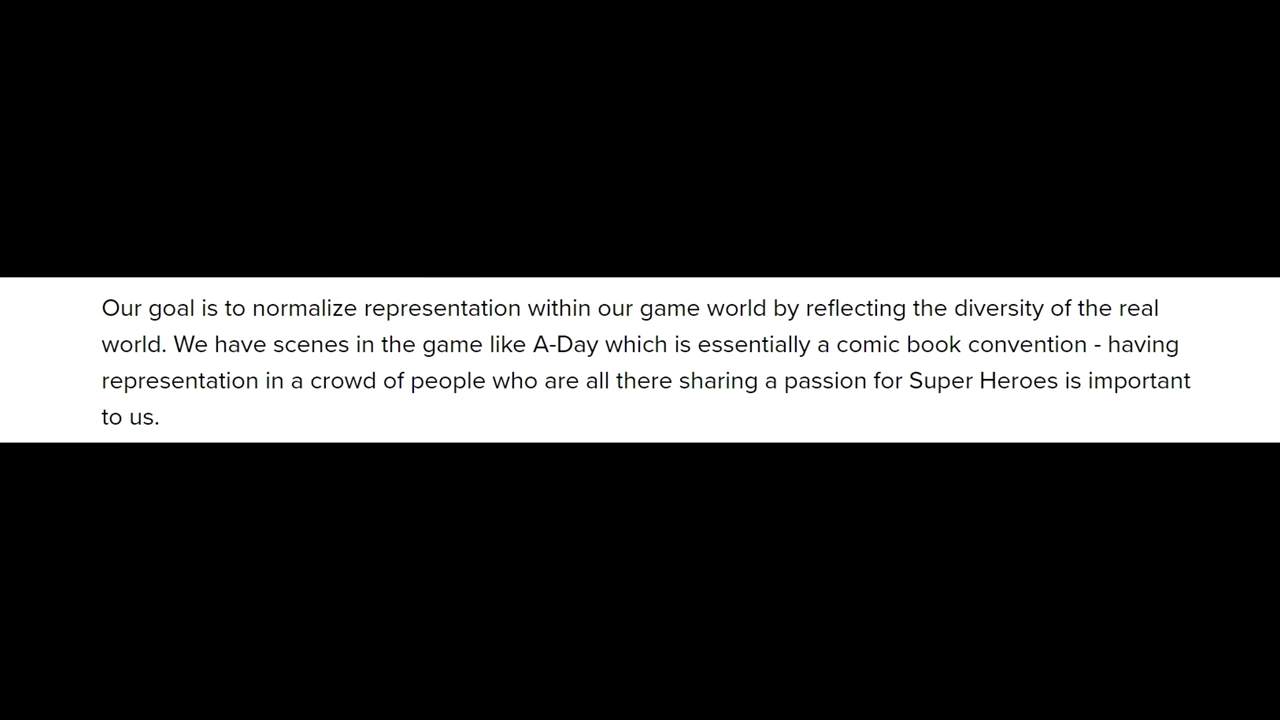 Our goal is to normalize representation within our game world by reflecting the diversity of the real
world. We have scenes in the game like A-Day which is essentially a comic book convention - having
representation in a crowd of people who are all there sharing a passion for Super Heroes is important
to us.